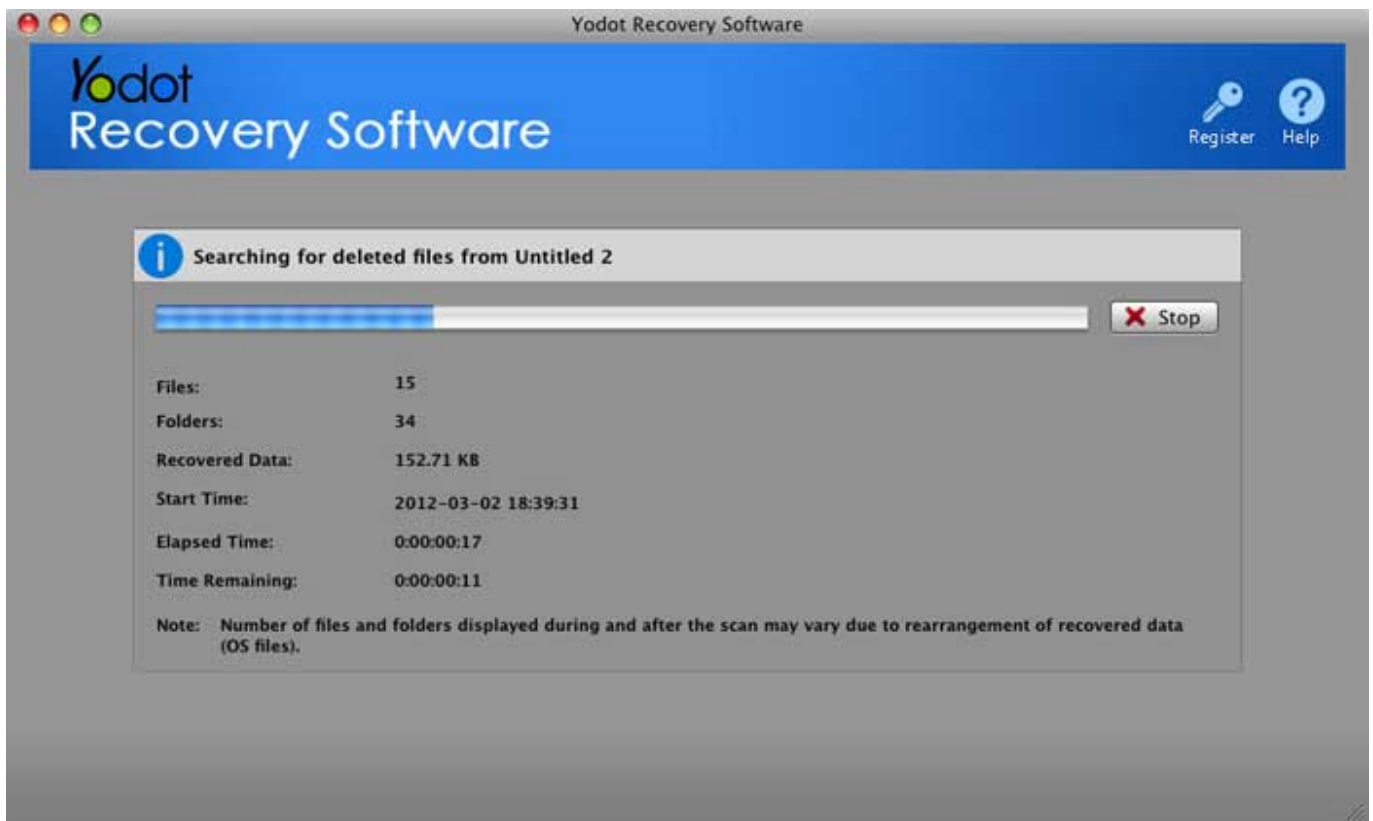 Yodot Recovery Software
Yodot
Recovery Software
Register
Help
Searching for deleted files from Untitled 2
Stop
Files: 15
Folders: 34
Recovered Data: 152.71 KB
Start Time: 2012-03-02 18:39:31
Elapsed Time: 0:00:00:17
Time Remaining: 0:00:00:11
Note: Number of files and folders displayed during and after the scan may vary due to rearrangement of recovered data
(OS files).